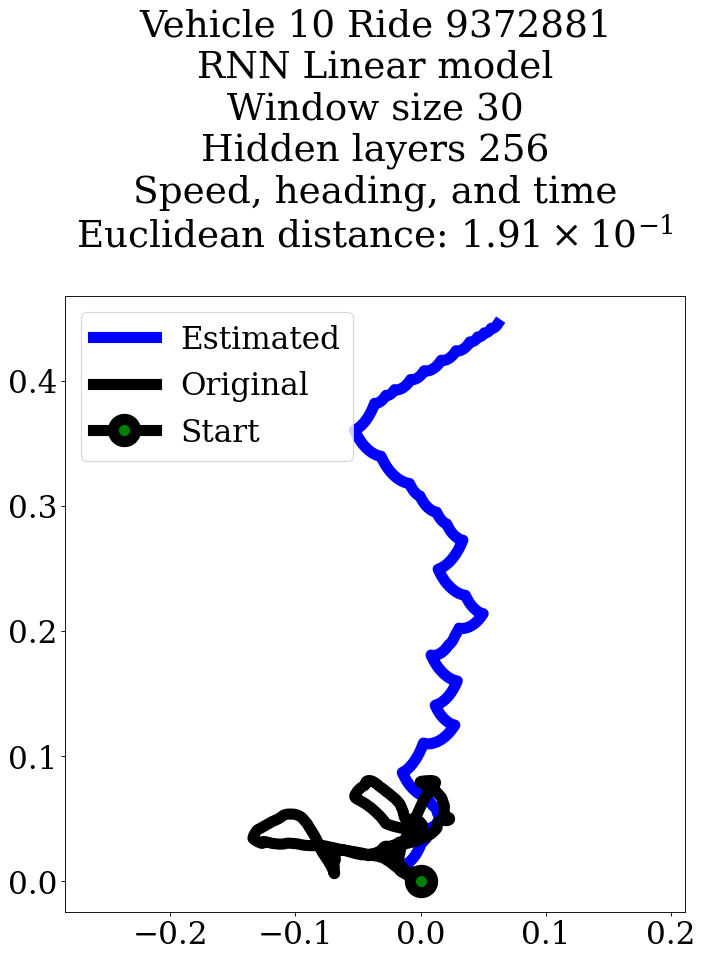 Vehicle 10 Ride 9372881
RNN Linear model
Window size 30
Hidden layers 256
Speed, heading, and time
Euclidean distance: 1.91 × 10⁻¹
Estimated
Original
Start
0.4
0.3
0.2
0.1
0.0
−0.2 −0.1 0.0 0.1 0.2